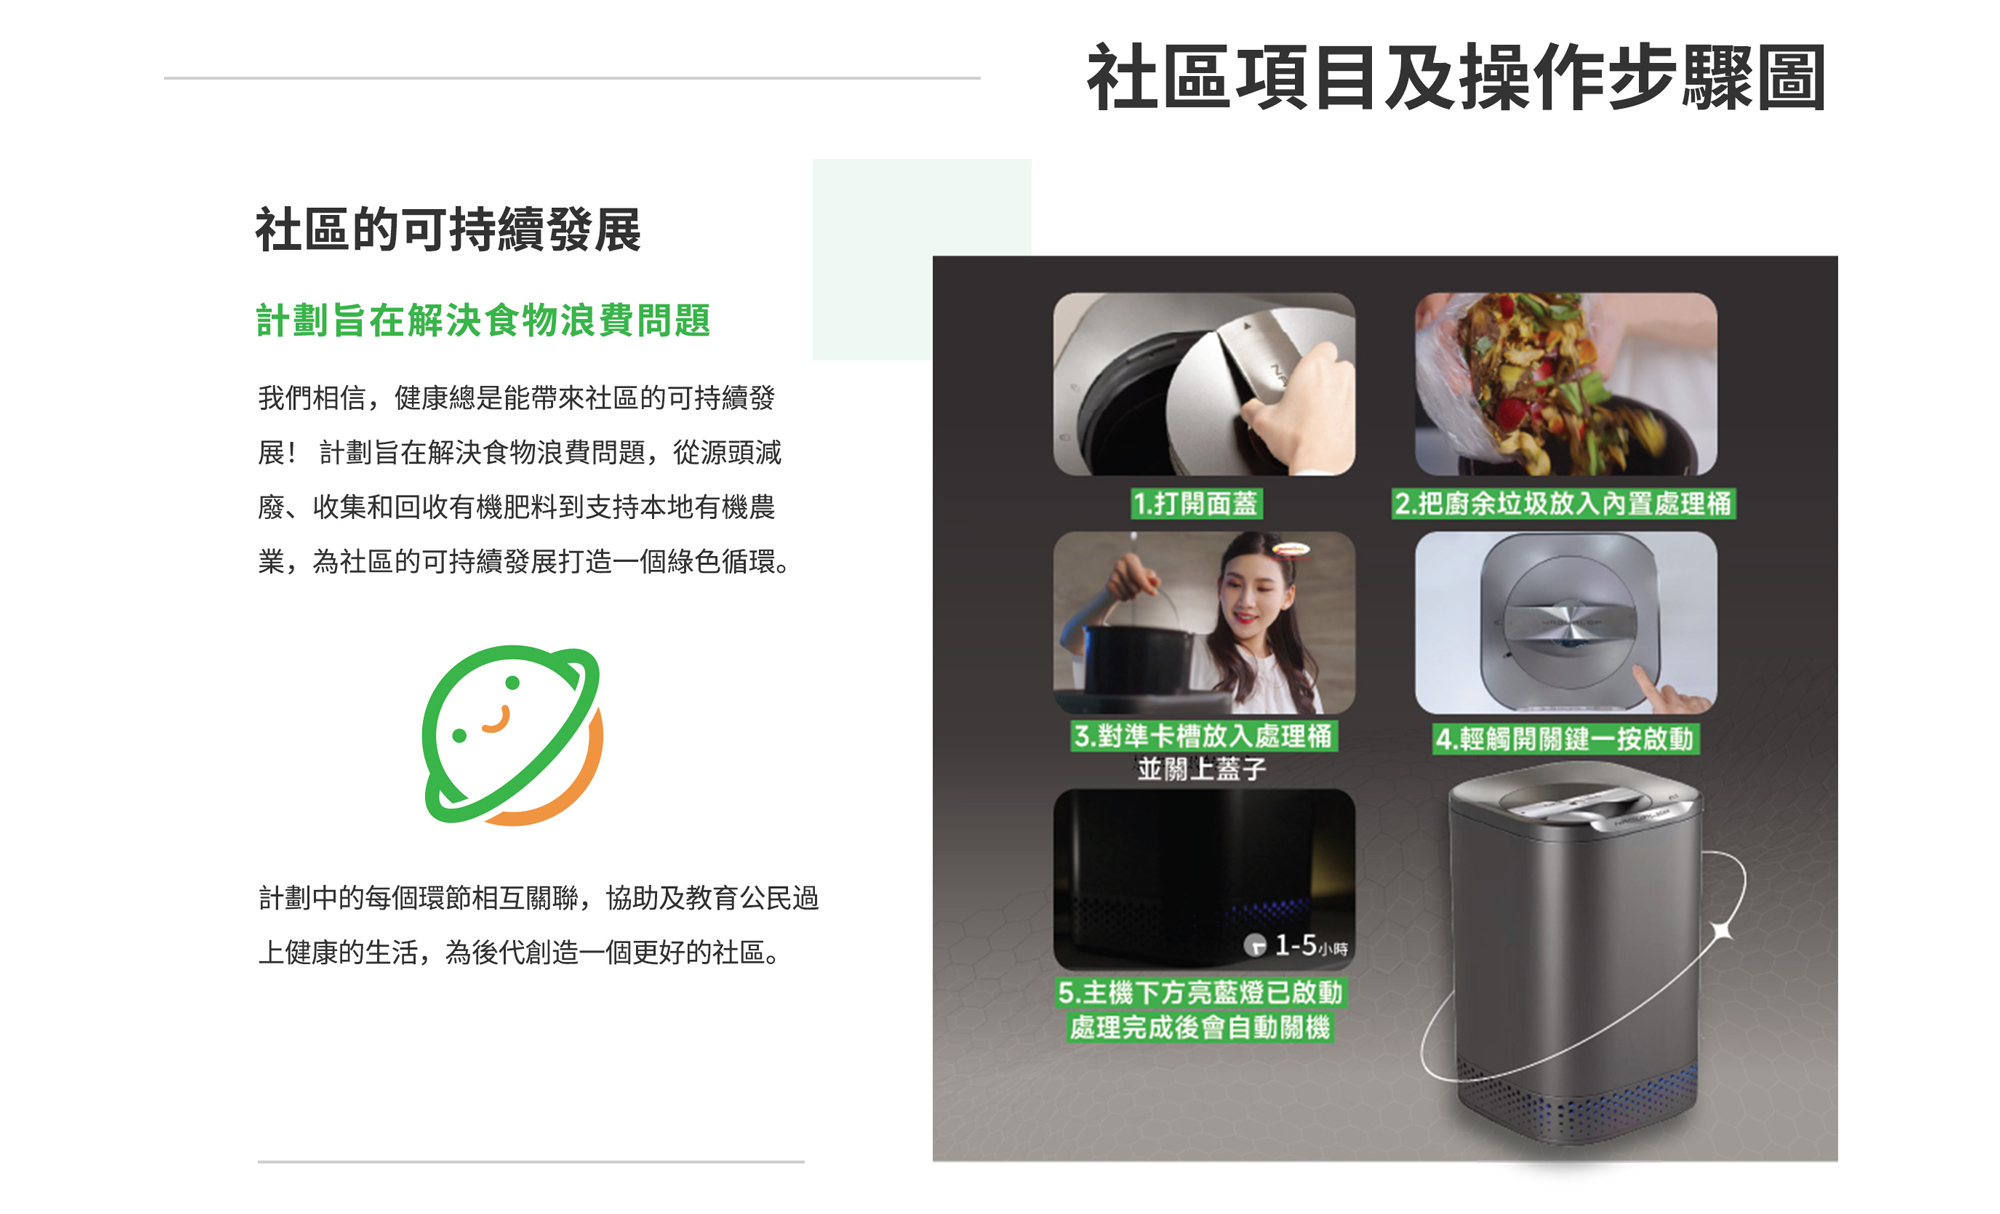 社區項目及操作步驟圖
社區的可持續發展
計劃旨在解決食物浪費問題
我們相信，健康總是能帶來社區的可持續發
展！ 計劃旨在解決食物浪費問題，從源頭減
廢、收集和回收有機肥料到支持本地有機農
業，為社區的可持續發展打造一個綠色循環。
計劃中的每個環節相互關聯，協助及教育公民過
上健康的生活，為後代創造一個更好的社區。
1.打開面蓋
2.把廚余垃圾放入內置處理桶
3.對準卡槽放入處理桶
並關上蓋子
4.輕觸開關鍵一按啟動
1-5小時
5.主機下方亮藍燈已啟動
處理完成後會自動關機